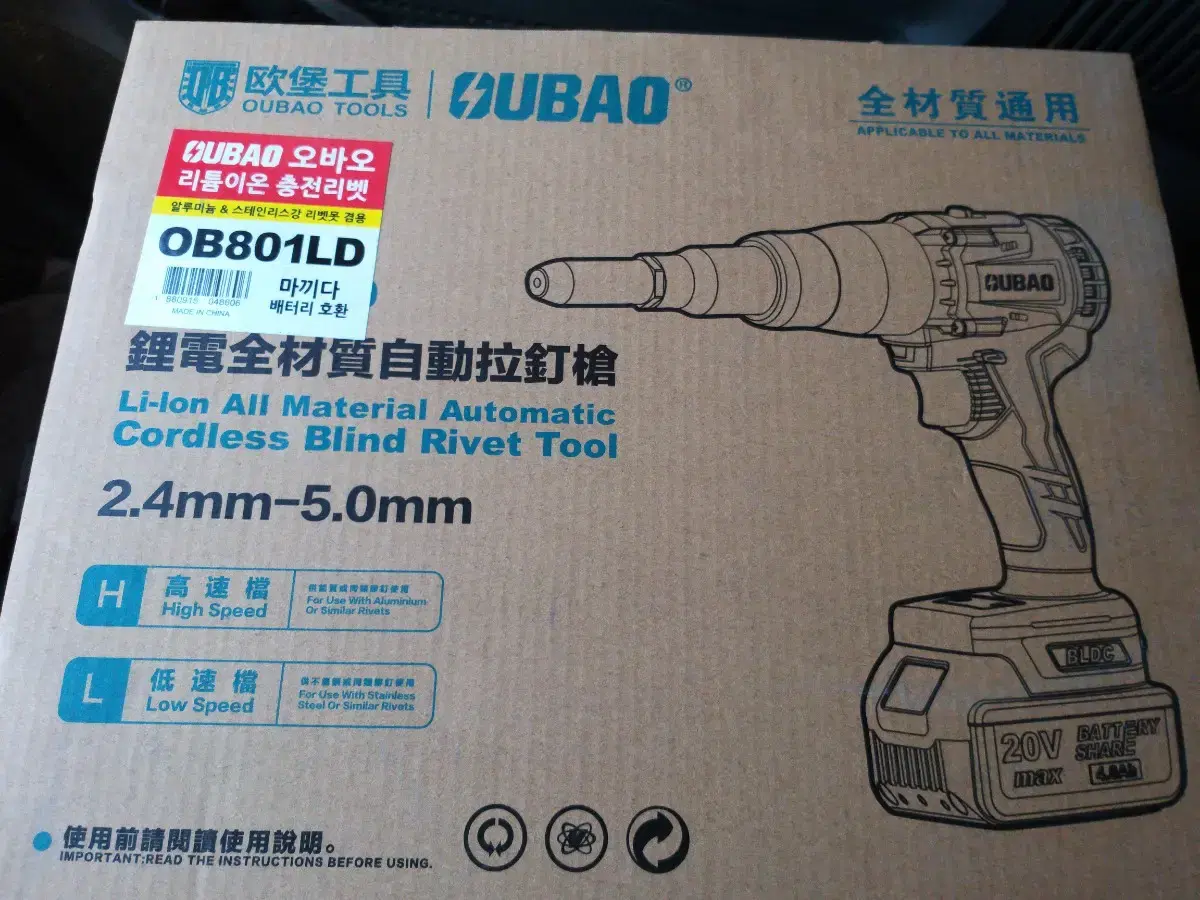 欧堡工具
OUBAO TOOLS
OUBAO®
全材質通用
APPLICABLE TO ALL MATERIALS
OUBAO 오바오
리튬이온 충전리벳
알루미늄 & 스테인리스강 리벳못 겸용
OB801LD
마끼다
배터리 호환
MADE IN CHINA
鋰電全材質自動拉釘槍
Li-Ion All Material Automatic
Cordless Blind Rivet Tool
2.4mm-5.0mm
H
高速檔
High Speed
For Use With Aluminium
Or Similar Rivets
L
低速檔
Low Speed
For Use With Stainless
Steel Or Similar Rivets
OUBAO
BLDC
20V
max
BATTERY
SHARE
4.0Ah
使用前請閱讀使用說明。
IMPORTANT:READ THE INSTRUCTIONS BEFORE USING.